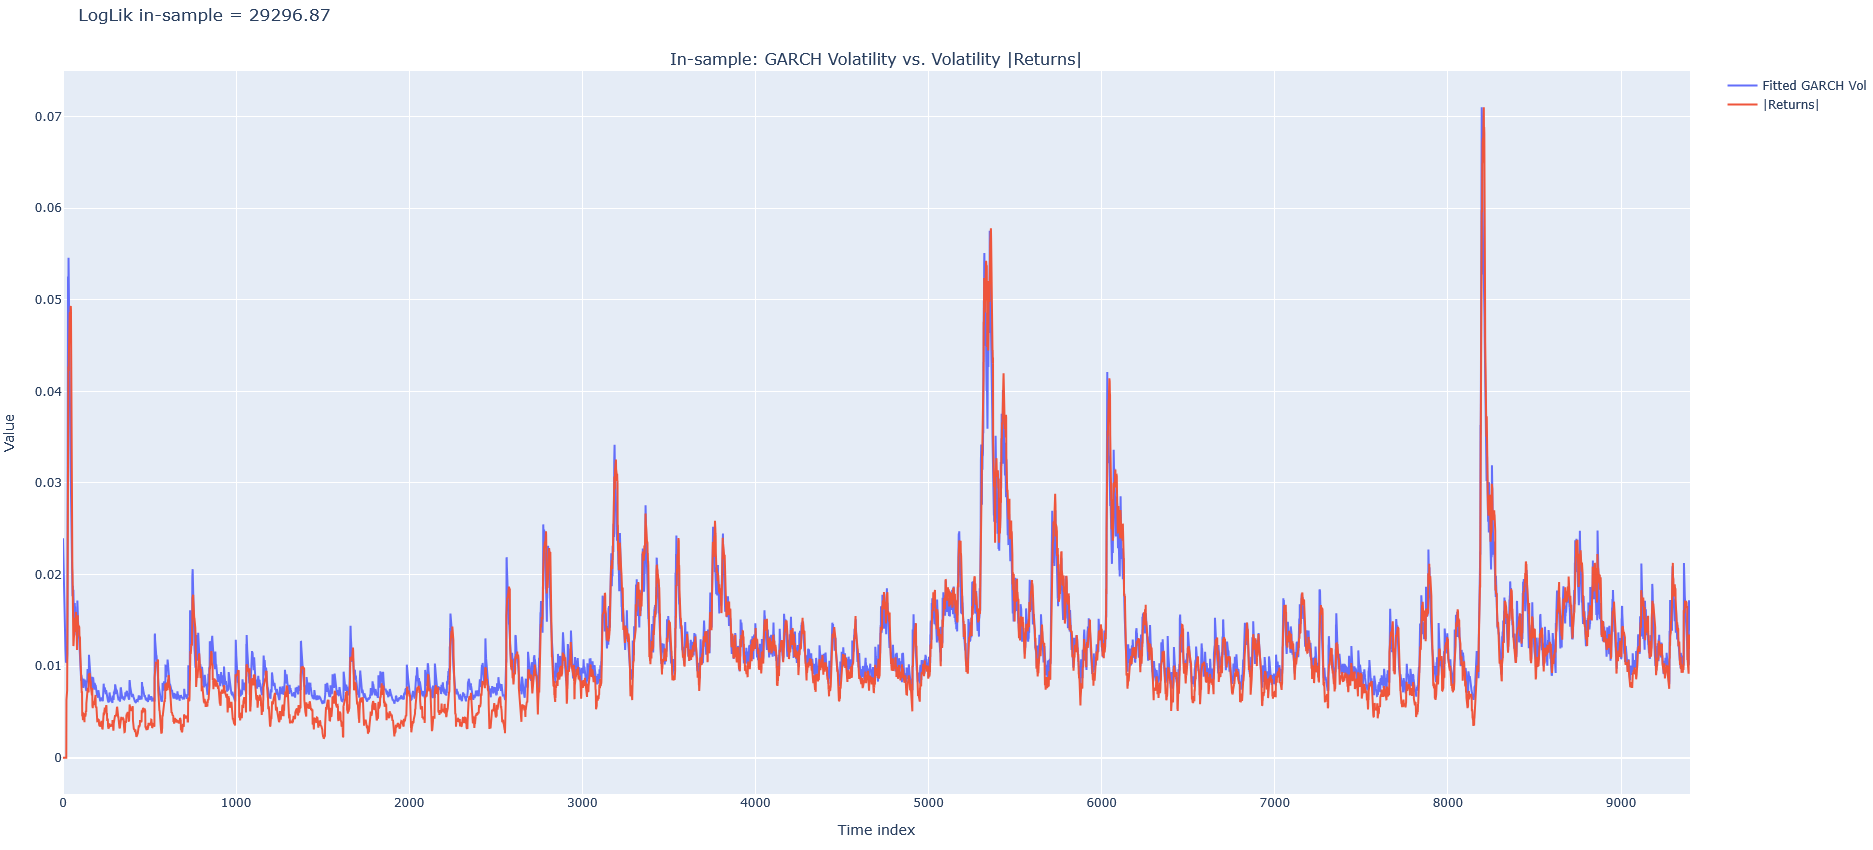 LogLik in-sample = 29296.87
In-sample: GARCH Volatility vs. Volatility |Returns|
Fitted GARCH Vol
|Returns|
0.07
0.06
0.05
0.04
0.03
0.02
0.01
0
Value
0 1000 2000 3000 4000 5000 6000 7000 8000 9000
Time index